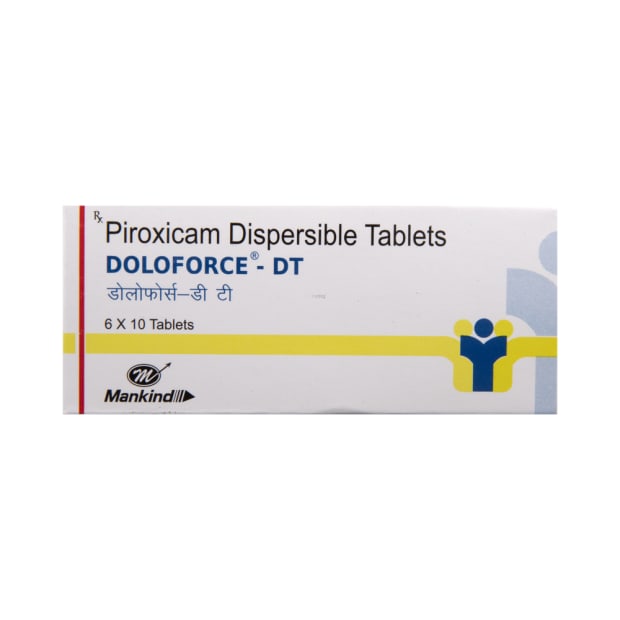 Rx Piroxicam Dispersible Tablets
DOLOFORCE® - DT
डोलोफोर्स–डी टी
6 X 10 Tablets
m
Mankind